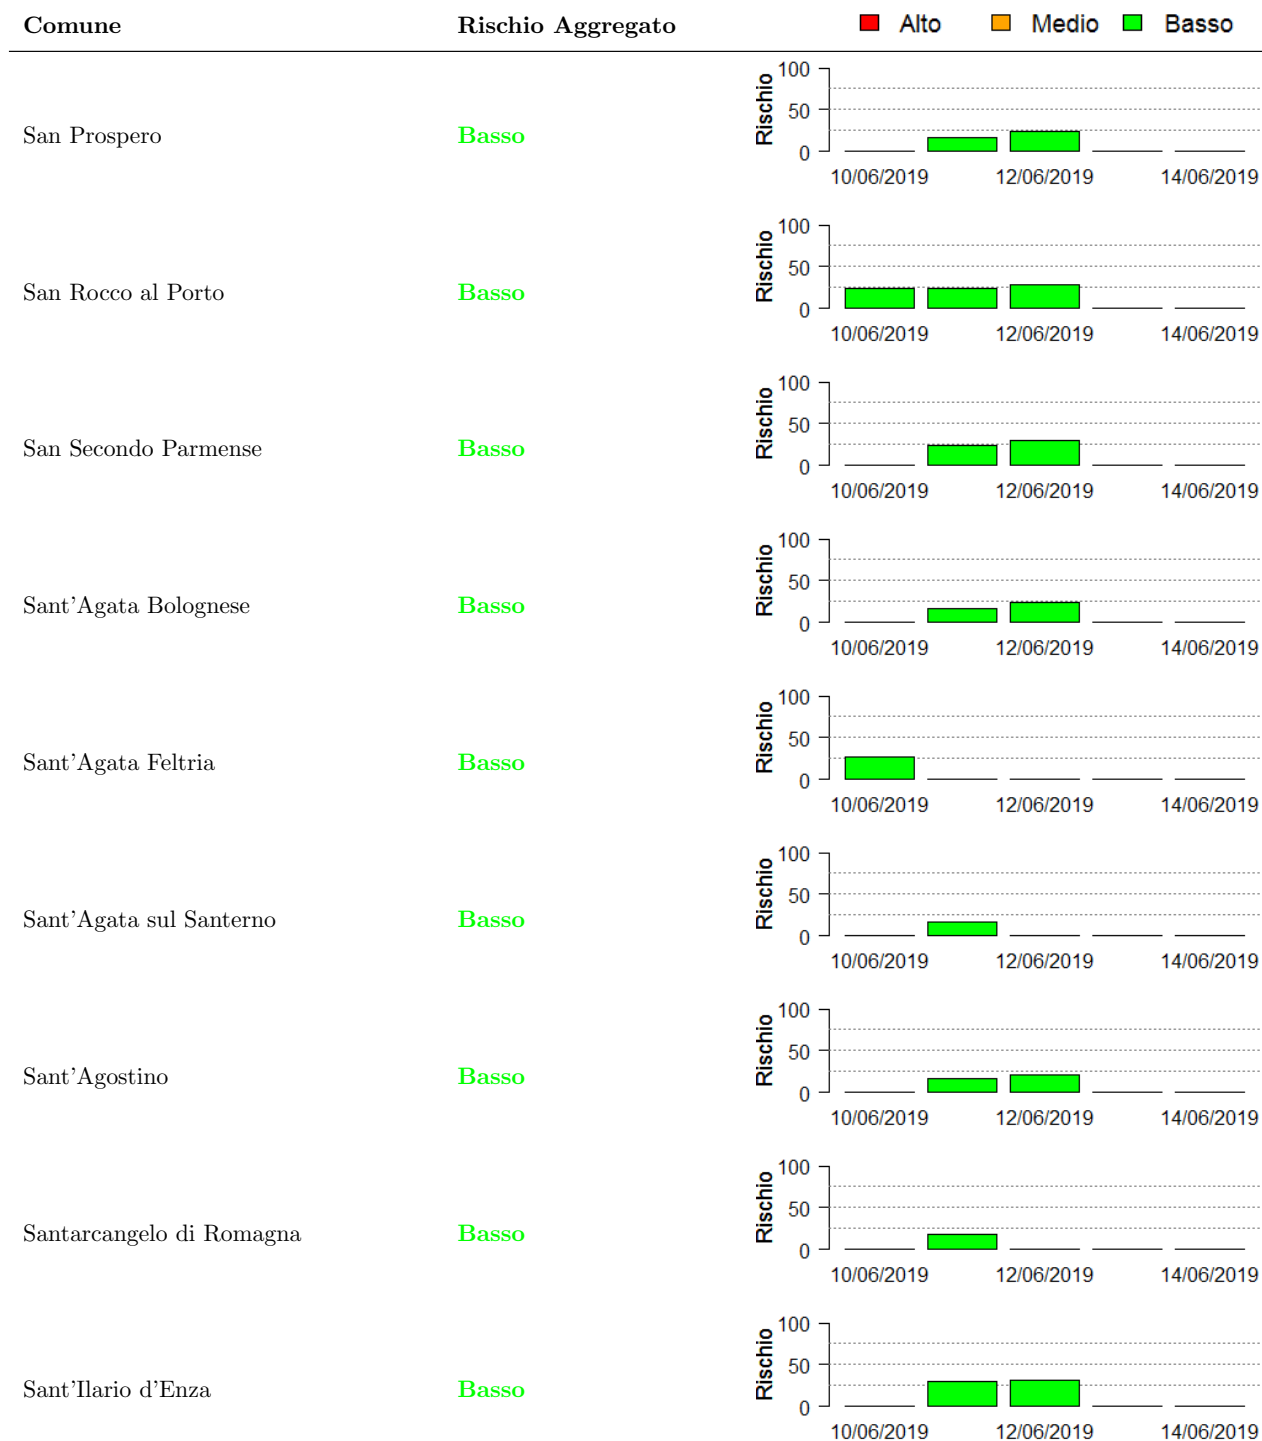 Comune Rischio Aggregato Alto Medio Basso
100
50
0
Rischio
San Prospero Basso
10/06/2019 12/06/2019 14/06/2019
100
50
0
Rischio
San Rocco al Porto Basso
10/06/2019 12/06/2019 14/06/2019
100
50
0
Rischio
San Secondo Parmense Basso
10/06/2019 12/06/2019 14/06/2019
100
50
0
Rischio
Sant'Agata Bolognese Basso
10/06/2019 12/06/2019 14/06/2019
100
50
0
Rischio
Sant'Agata Feltria Basso
10/06/2019 12/06/2019 14/06/2019
100
50
0
Rischio
Sant'Agata sul Santerno Basso
10/06/2019 12/06/2019 14/06/2019
100
50
0
Rischio
Sant'Agostino Basso
10/06/2019 12/06/2019 14/06/2019
100
50
0
Rischio
Santarcangelo di Romagna Basso
10/06/2019 12/06/2019 14/06/2019
100
50
0
Rischio
Sant'Ilario d'Enza Basso
10/06/2019 12/06/2019 14/06/2019